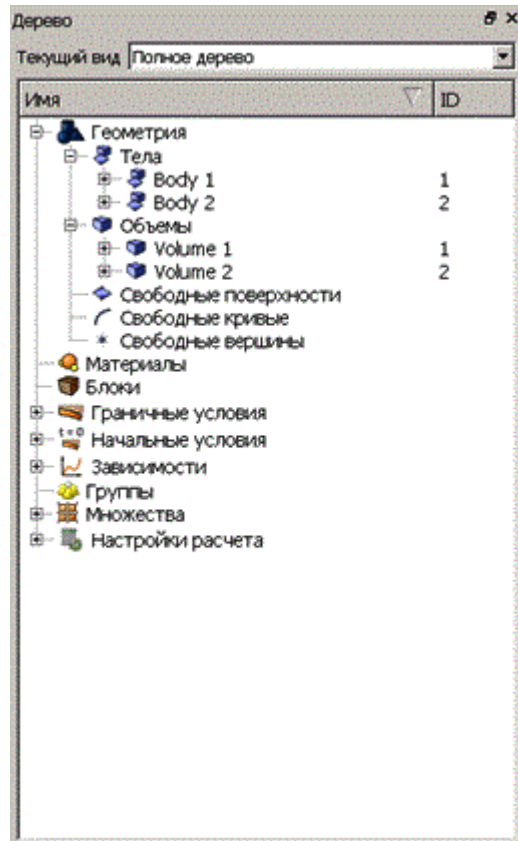 Дерево
Текущий вид Полное дерево
Имя ID
Геометрия
Тела
Body 1 1
Body 2 2
Объемы
Volume 1 1
Volume 2 2
Свободные поверхности
Свободные кривые
Свободные вершины
Материалы
Блоки
Граничные условия
t=0 Начальные условия
Зависимости
Группы
Множества
Настройки расчета